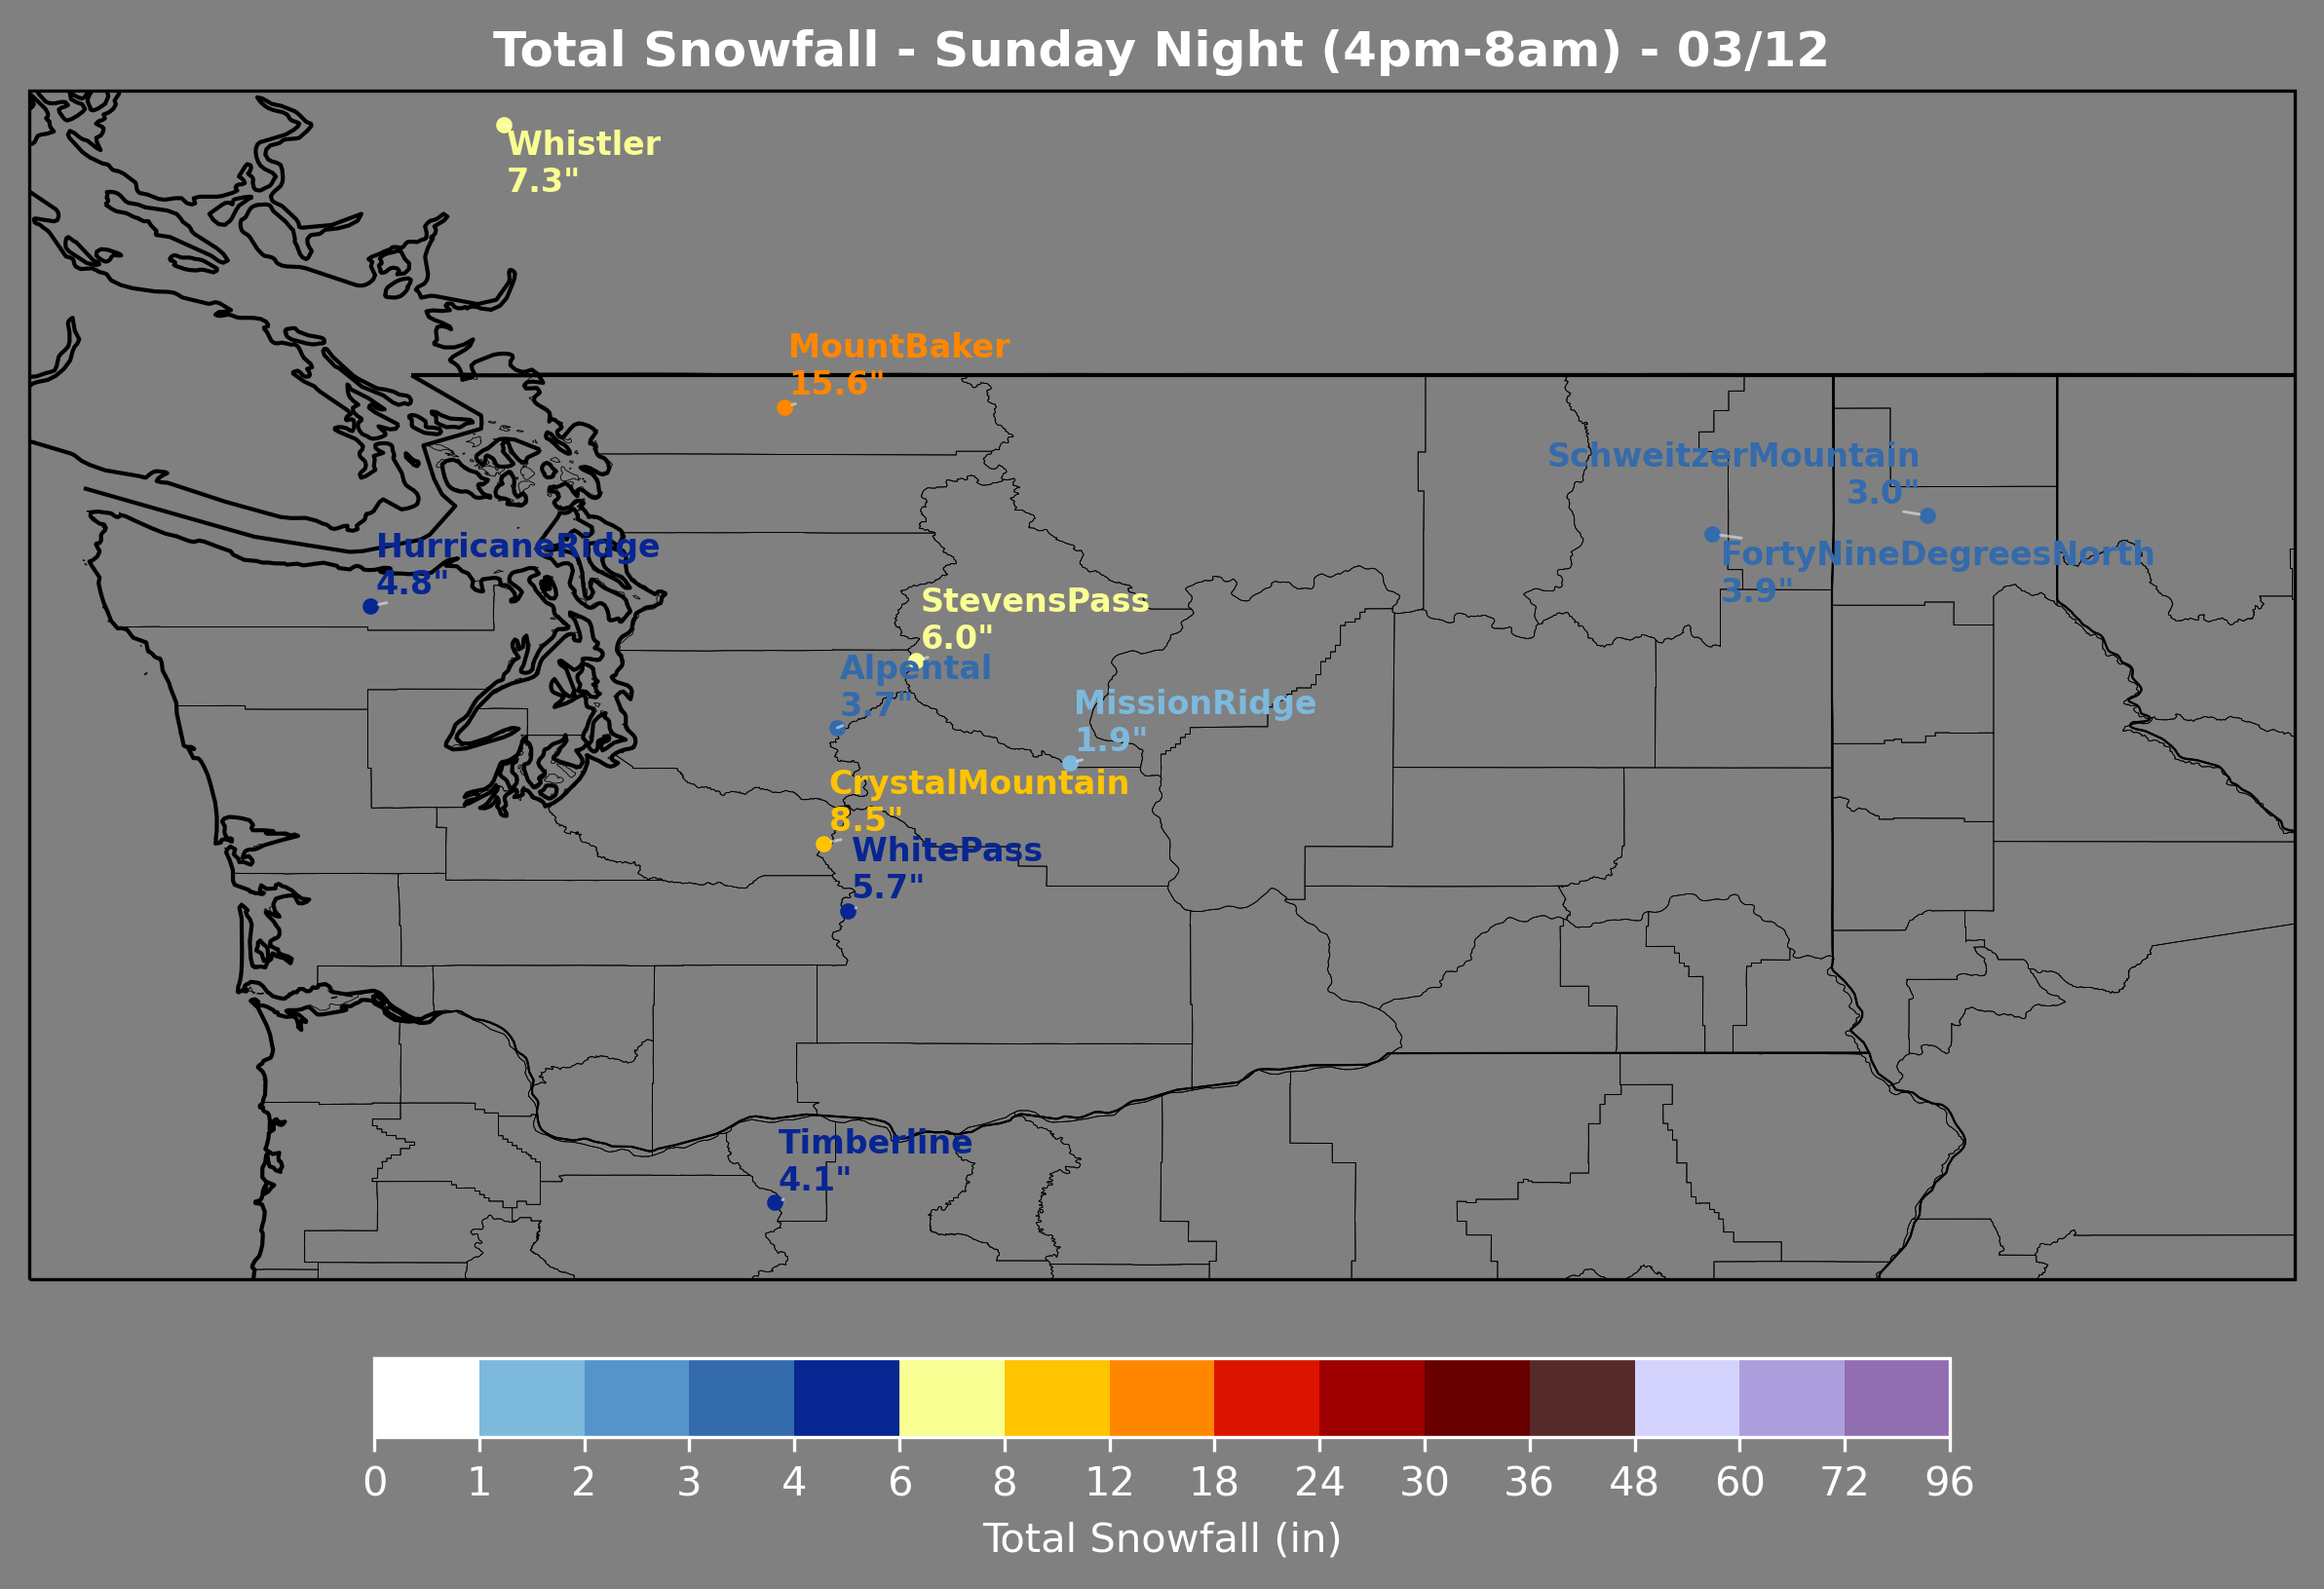 Total Snowfall - Sunday Night (4pm-8am) - 03/12
Whistler
7.3"
MountBaker
15.6"
SchweitzerMountain
3.0"
HurricaneRidge
4.8"
FortyNineDegreesNorth
3.9"
StevensPass
6.0"
Alpental
3.7"
MissionRidge
1.9"
CrystalMountain
8.5"
WhitePass
5.7"
Timberline
4.1"
0 1 2 3 4 6 8 12 18 24 30 36 48 60 72 96
Total Snowfall (in)